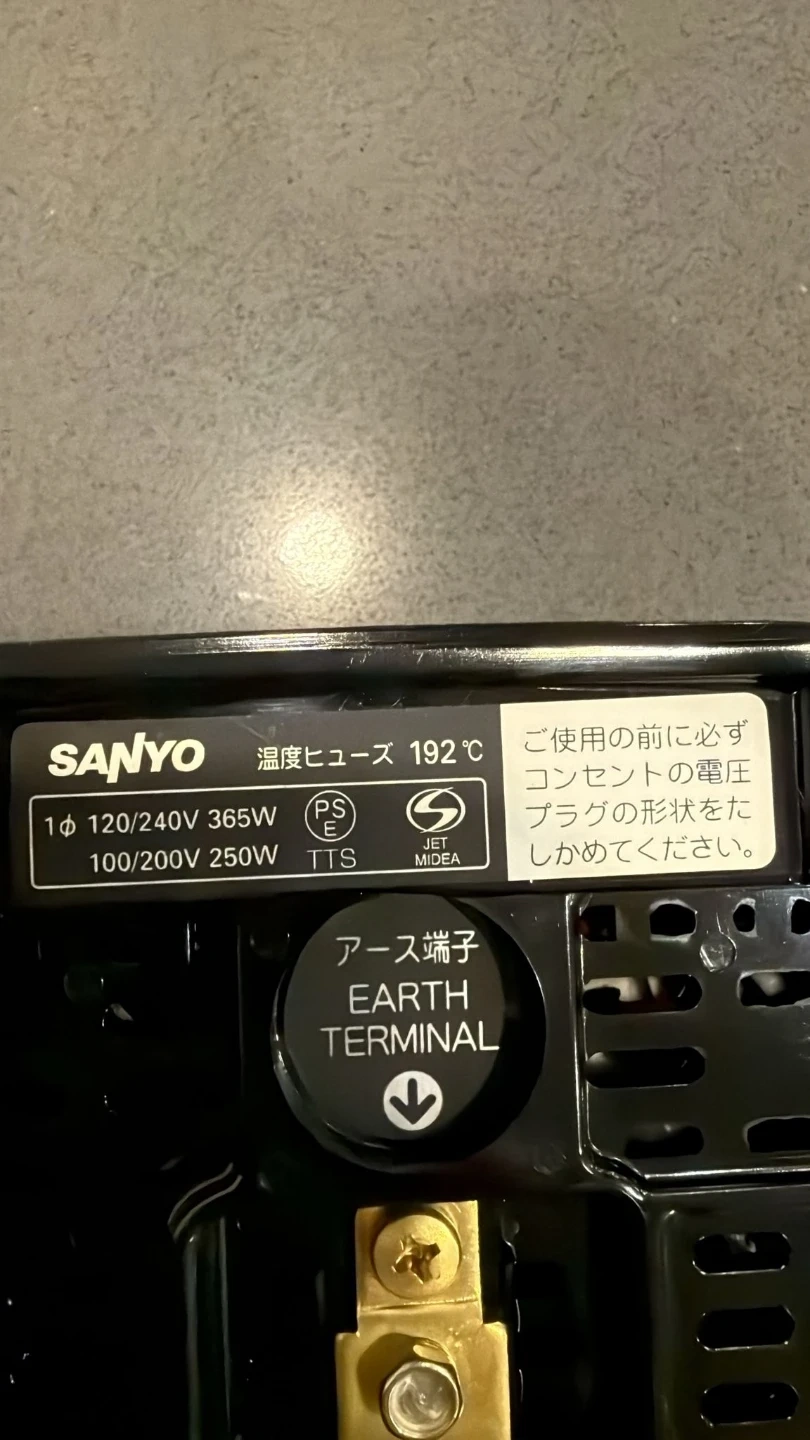 SANYO 温度ヒューズ 192℃
1φ 120/240V 365W
100/200V 250W
PS
E
TTS
JET
MIDEA
ご使用の前に必ず
コンセントの電圧
プラグの形状をた
しかめてください。
アース端子
EARTH
TERMINAL